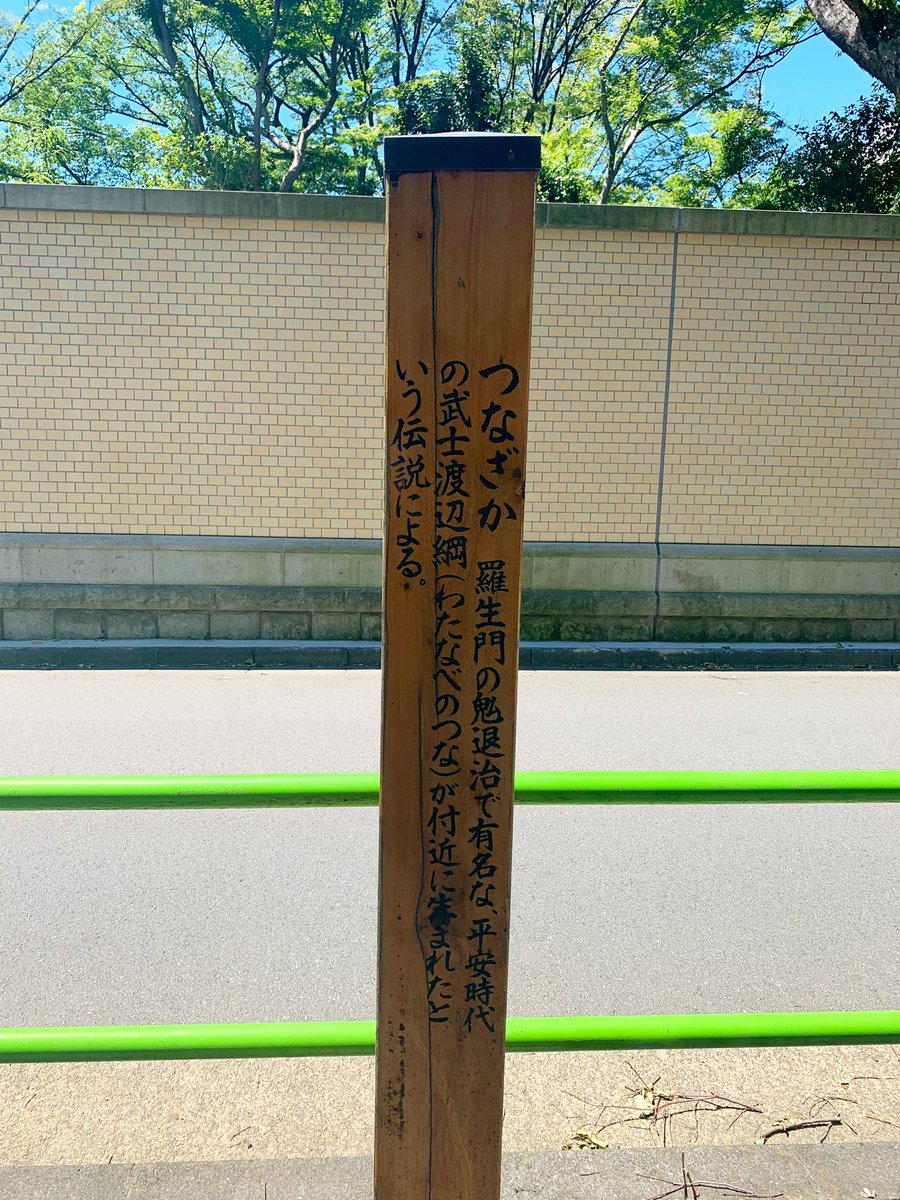 つなざか 羅生門の鬼退治で有名な、平安時代
の武士渡辺綱(わたなべのつな)が付近に生まれたと
いう伝説による。